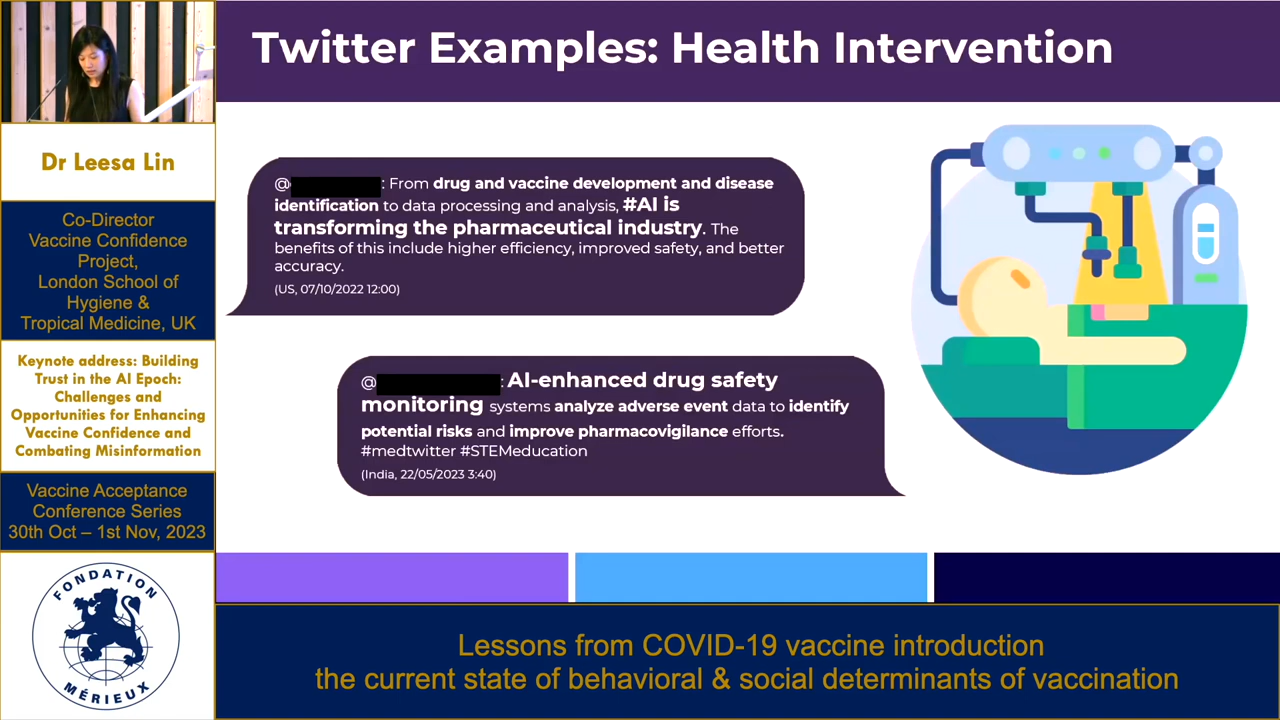 Twitter Examples: Health Intervention
Dr Leesa Lin
Co-Director
Vaccine Confidence
Project,
London School of
Hygiene &
Tropical Medicine, UK
Keynote address: Building
Trust in the AI Epoch:
Challenges and
Opportunities for Enhancing
Vaccine Confidence and
Combating Misinformation
Vaccine Acceptance
Conference Series
30th Oct – 1st Nov, 2023
FONDATION
MÉRIEUX
@ : From drug and vaccine development and disease
identification to data processing and analysis, #AI is
transforming the pharmaceutical industry. The
benefits of this include higher efficiency, improved safety, and better
accuracy.
(US, 07/10/2022 12:00)
@ : AI-enhanced drug safety
monitoring systems analyze adverse event data to identify
potential risks and improve pharmacovigilance efforts.
#medtwitter #STEMeducation
(India, 22/05/2023 3:40)
Lessons from COVID-19 vaccine introduction
the current state of behavioral & social determinants of vaccination